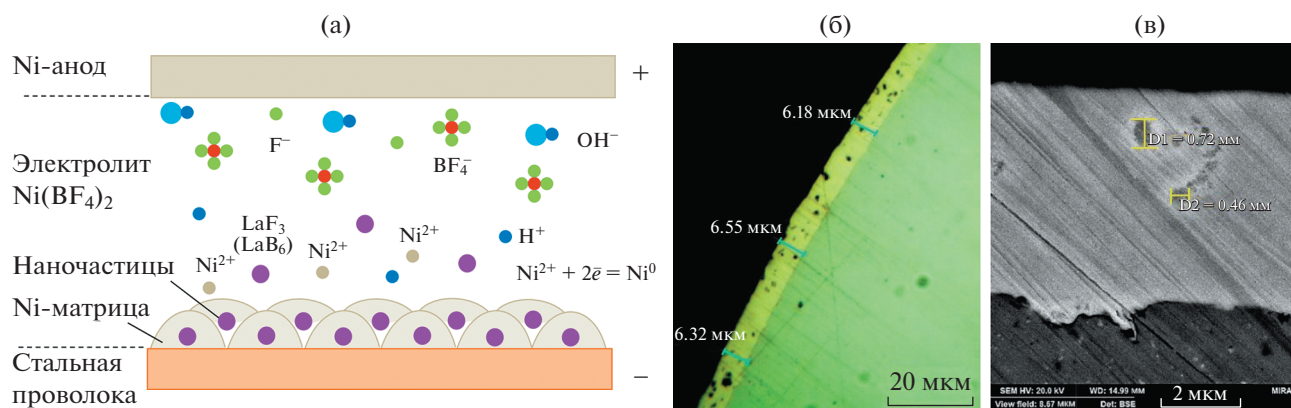 (а)
Ni-анод
+
F⁻
OH⁻
BF₄⁻
Электролит
Ni(BF₄)₂
LaF₃
(LaB₆)
Ni²⁺
Ni²⁺
Ni²⁺
H⁺
Наночастицы
Ni²⁺ + 2ē = Ni⁰
Ni-матрица
Стальная
проволока
−
(б)
6.18 мкм
6.55 мкм
6.32 мкм
20 мкм
(в)
D1 = 0.72 мм
D2 = 0.46 мм
SEM HV: 20.0 kV
WD: 14.99 mm
MIRA
View field: 8.67 МКМ
Det: BSE
2 мкм